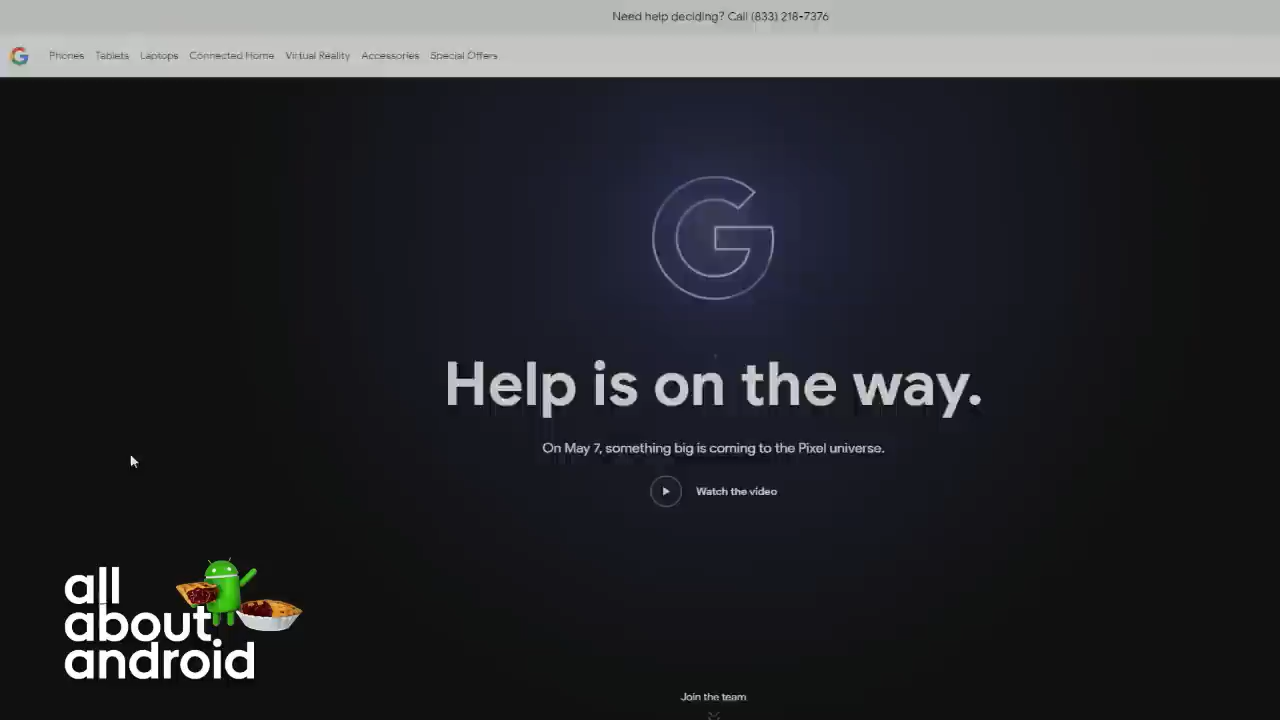 Need help deciding? Call (833) 218-7376
Phones Tablets Laptops Connected Home Virtual Reality Accessories Special Offers
Help is on the way.
On May 7, something big is coming to the Pixel universe.
Watch the video
all
about
android
Join the team